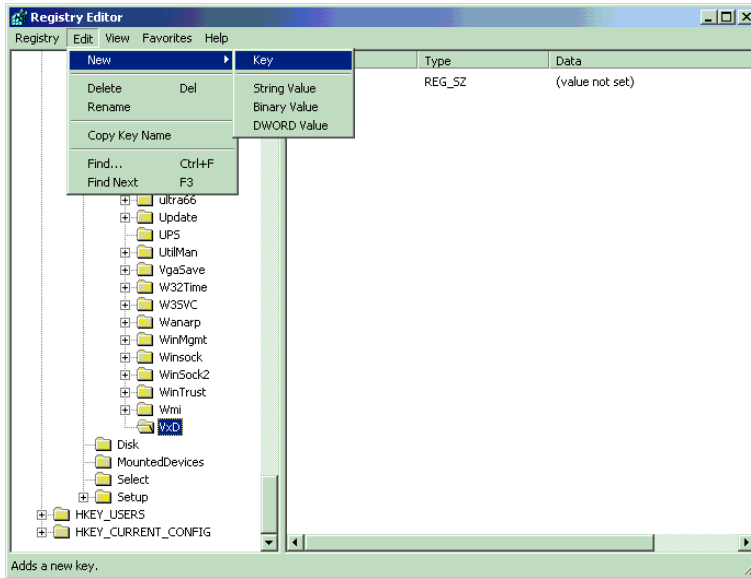 Registry Editor
Registry Edit View Favorites Help
New
Key
Type Data
Delete Del
String Value
REG_SZ (value not set)
Rename
Binary Value
Copy Key Name
DWORD Value
Find... Ctrl+F
Find Next F3
ultra66
Update
UPS
UtilMan
VgaSave
W32Time
W3SVC
Wanarp
WinMgmt
Winsock
WinSock2
WinTrust
Wmi
VxD
Disk
MountedDevices
Select
Setup
HKEY_USERS
HKEY_CURRENT_CONFIG
Adds a new key.